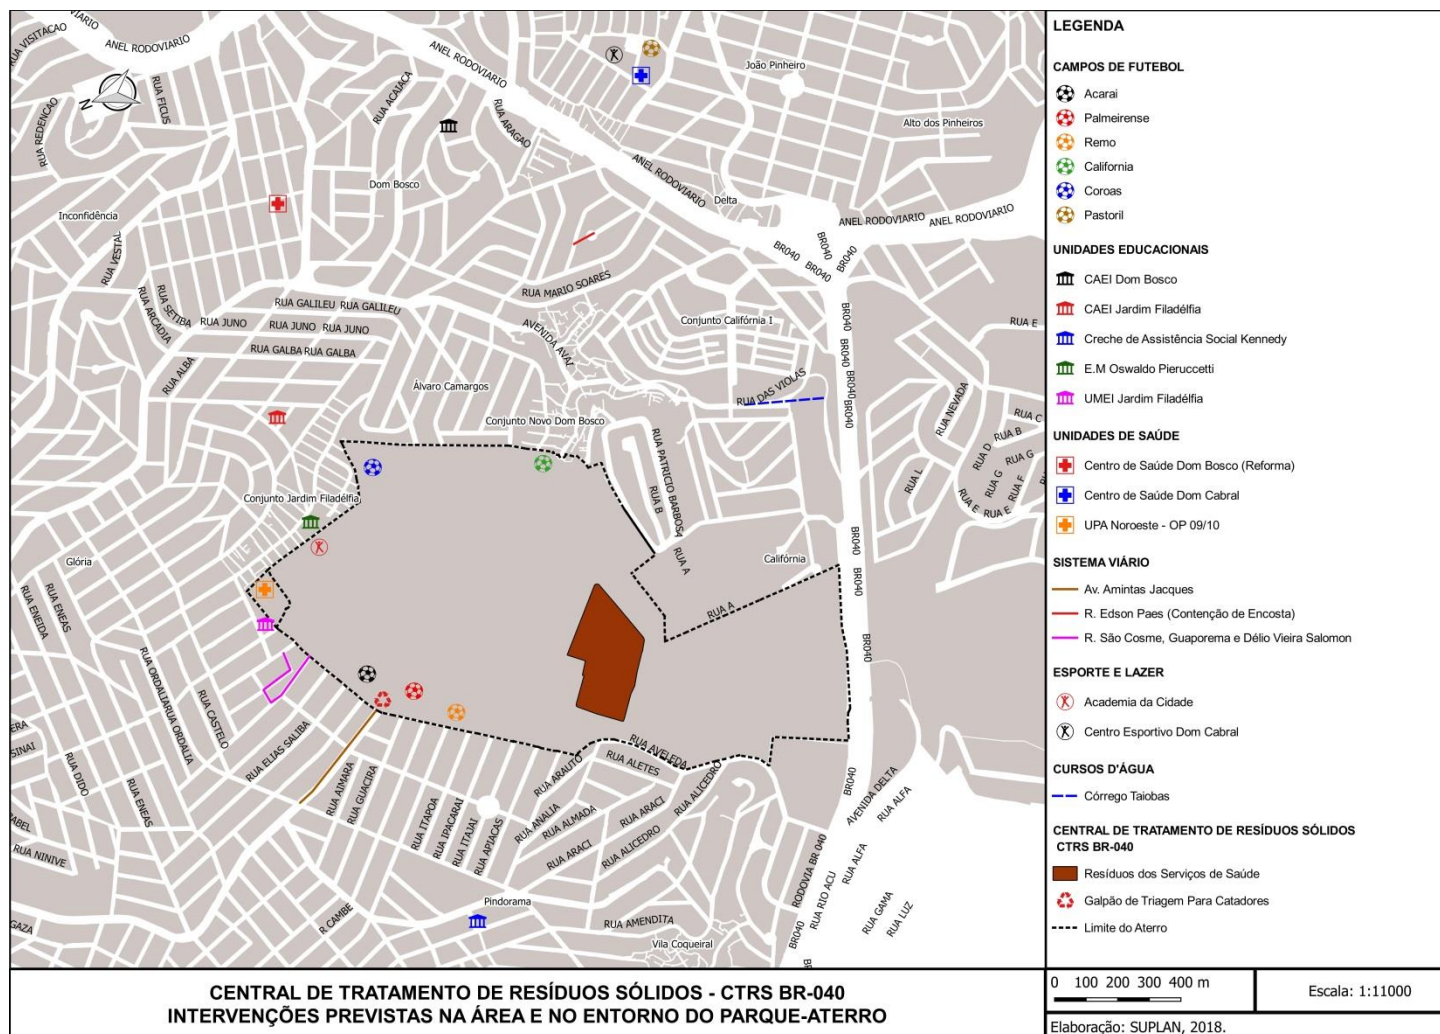 RUA VISITACAO
VIARIO
ANEL RODOVIARIO
ANEL RODOVIARIO
João Pinheiro
N
RUA FICUS
RUA ACAIACA
RUA ARAGAO
RUA REDENCAO
Alto dos Pinheiros
ANEL RODOVIARIO
Dom Bosco
Delta
Inconfidência
ANEL RODOVIARIO
ANEL RODOVIARIO
RUA VESTAL
BR040
BR040
BR040
BR040
RUA MARIO SOARES
RUA SETIBA
RUA ARCADIA
RUA GALILEU
RUA GALILEU
RUA JUNO
RUA JUNO
RUA JUNO
AVENIDA AVAI
Conjunto Califórnia I
BR040
RUA E
RUA GALBA
RUA GALBA
BR040
RUA ALBA
Álvaro Camargos
RUA DAS VIOLAS
BR040
BR040
RUA NEVADA
RUA C
Conjunto Novo Dom Bosco
RUA B
RUA D
RUA G
RUA PATRICIO BARBOSA
RUA B
RUA L
RUA G
RUA F
RUA E
RUA E
Conjunto Jardim Filadélfia
BR040
Glória
RUA A
Califórnia
BR040
RUA ENEIDA
RUA ENEAS
RUA A
BR040
RUA ORDALIA
RUA ORDALIA
RUA CASTELO
ERA
SINAI
RUA DIDO
RUA ENEAS
RUA ELIAS SALIBA
RUA AVELEDA
RUA ALETES
RUA ARAUTO
RUA AIMARA
RUA GUACIRA
RUA ALICEDRO
BR040
AVENIDA DELTA
RUA ALFA
RUA ITAPOA
RUA IPACARAI
RUA ITAJAI
RUA APIACAS
RUA ANALIA
RUA ALMADA
RUA ARACI
RUA ARACI
RUA ALICEDRO
ABEL
RUA NINIVE
RODOVIA BR 040
RUA ALFA
RUA RIO ACU
RUA GAMA
RUA LUZ
Pindorama
R CAMBE
RUA AMENDITA
GAZA
Vila Coqueiral
BR040
LEGENDA
CAMPOS DE FUTEBOL
Acarai
Palmeirense
Remo
California
Coroas
Pastoril
UNIDADES EDUCACIONAIS
CAEI Dom Bosco
CAEI Jardim Filadélfia
Creche de Assistência Social Kennedy
E.M Oswaldo Pieruccetti
UMEI Jardim Filadélfia
UNIDADES DE SAÚDE
Centro de Saúde Dom Bosco (Reforma)
Centro de Saúde Dom Cabral
UPA Noroeste - OP 09/10
SISTEMA VIÁRIO
Av. Amintas Jacques
R. Edson Paes (Contenção de Encosta)
R. São Cosme, Guaporema e Délio Vieira Salomon
ESPORTE E LAZER
Academia da Cidade
Centro Esportivo Dom Cabral
CURSOS D'ÁGUA
Córrego Taiobas
CENTRAL DE TRATAMENTO DE RESÍDUOS SÓLIDOS
CTRS BR-040
Resíduos dos Serviços de Saúde
Galpão de Triagem Para Catadores
Limite do Aterro
CENTRAL DE TRATAMENTO DE RESÍDUOS SÓLIDOS - CTRS BR-040
INTERVENÇÕES PREVISTAS NA ÁREA E NO ENTORNO DO PARQUE-ATERRO
0 100 200 300 400 m
Escala: 1:11000
Elaboração: SUPLAN, 2018.